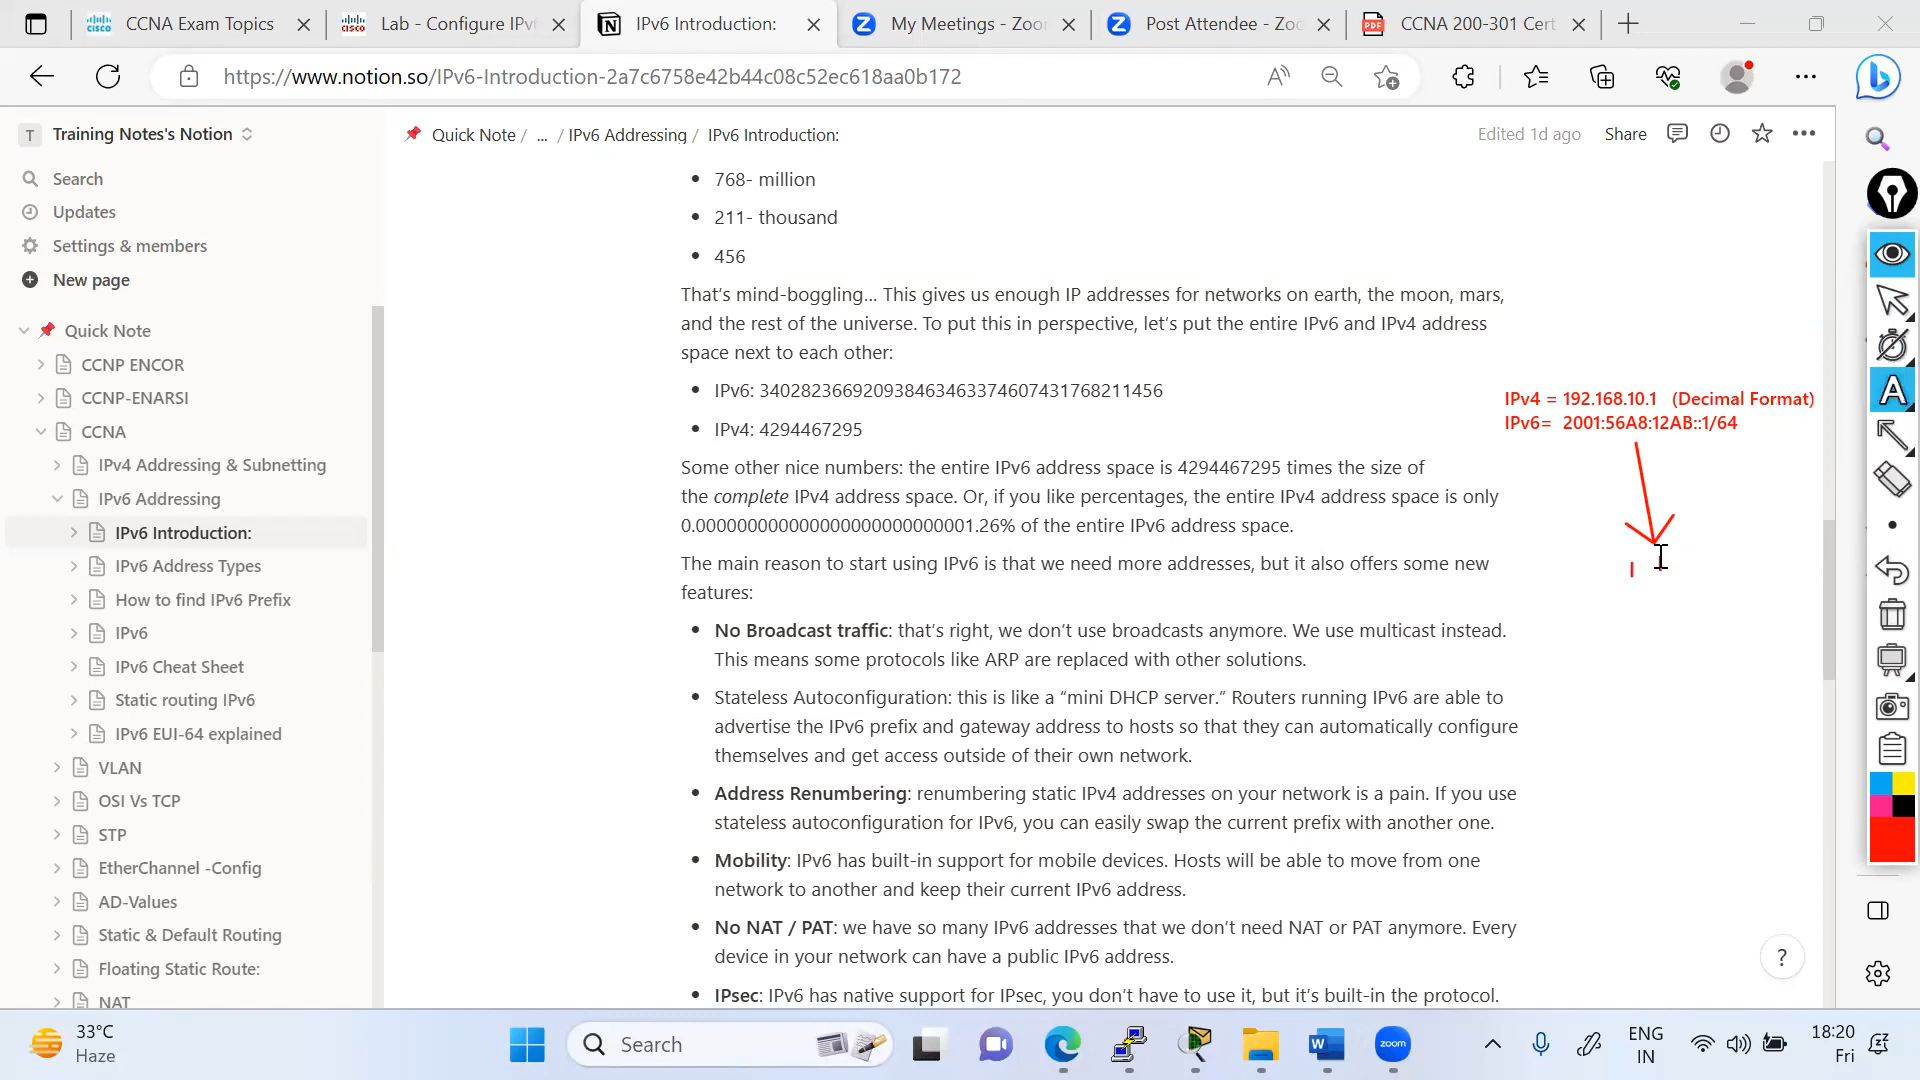 CCNA Exam Topics
Lab - Configure IPv6
IPv6 Introduction:
My Meetings - Zoom
Post Attendee - Zoo
CCNA 200-301 Cert
https://www.notion.so/IPv6-Introduction-2a7c6758e42b44c08c52ec618aa0b172
T Training Notes's Notion
Search
Updates
Settings & members
New page
Quick Note
CCNP ENCOR
CCNP-ENARSI
CCNA
IPv4 Addressing & Subnetting
IPv6 Addressing
IPv6 Introduction:
IPv6 Address Types
How to find IPv6 Prefix
IPv6
IPv6 Cheat Sheet
Static routing IPv6
IPv6 EUI-64 explained
VLAN
OSI Vs TCP
STP
EtherChannel -Config
AD-Values
Static & Default Routing
Floating Static Route:
NAT
Quick Note / ... / IPv6 Addressing / IPv6 Introduction:
Edited 1d ago Share
• 768- million
• 211- thousand
• 456
That's mind-boggling... This gives us enough IP addresses for networks on earth, the moon, mars,
and the rest of the universe. To put this in perspective, let's put the entire IPv6 and IPv4 address
space next to each other:
• IPv6: 340282366920938463463374607431768211456
• IPv4: 4294467295
Some other nice numbers: the entire IPv6 address space is 4294467295 times the size of
the complete IPv4 address space. Or, if you like percentages, the entire IPv4 address space is only
0.0000000000000000000000000001.26% of the entire IPv6 address space.
The main reason to start using IPv6 is that we need more addresses, but it also offers some new
features:
• No Broadcast traffic: that's right, we don't use broadcasts anymore. We use multicast instead.
This means some protocols like ARP are replaced with other solutions.
• Stateless Autoconfiguration: this is like a “mini DHCP server.” Routers running IPv6 are able to
advertise the IPv6 prefix and gateway address to hosts so that they can automatically configure
themselves and get access outside of their own network.
• Address Renumbering: renumbering static IPv4 addresses on your network is a pain. If you use
stateless autoconfiguration for IPv6, you can easily swap the current prefix with another one.
• Mobility: IPv6 has built-in support for mobile devices. Hosts will be able to move from one
network to another and keep their current IPv6 address.
• No NAT / PAT: we have so many IPv6 addresses that we don't need NAT or PAT anymore. Every
device in your network can have a public IPv6 address.
• IPsec: IPv6 has native support for IPsec, you don't have to use it, but it's built-in the protocol.
IPv4 = 192.168.10.1 (Decimal Format)
IPv6= 2001:56A8:12AB::1/64
?
33°C
Haze
Search
zoom
ENG
IN
18:20
Fri